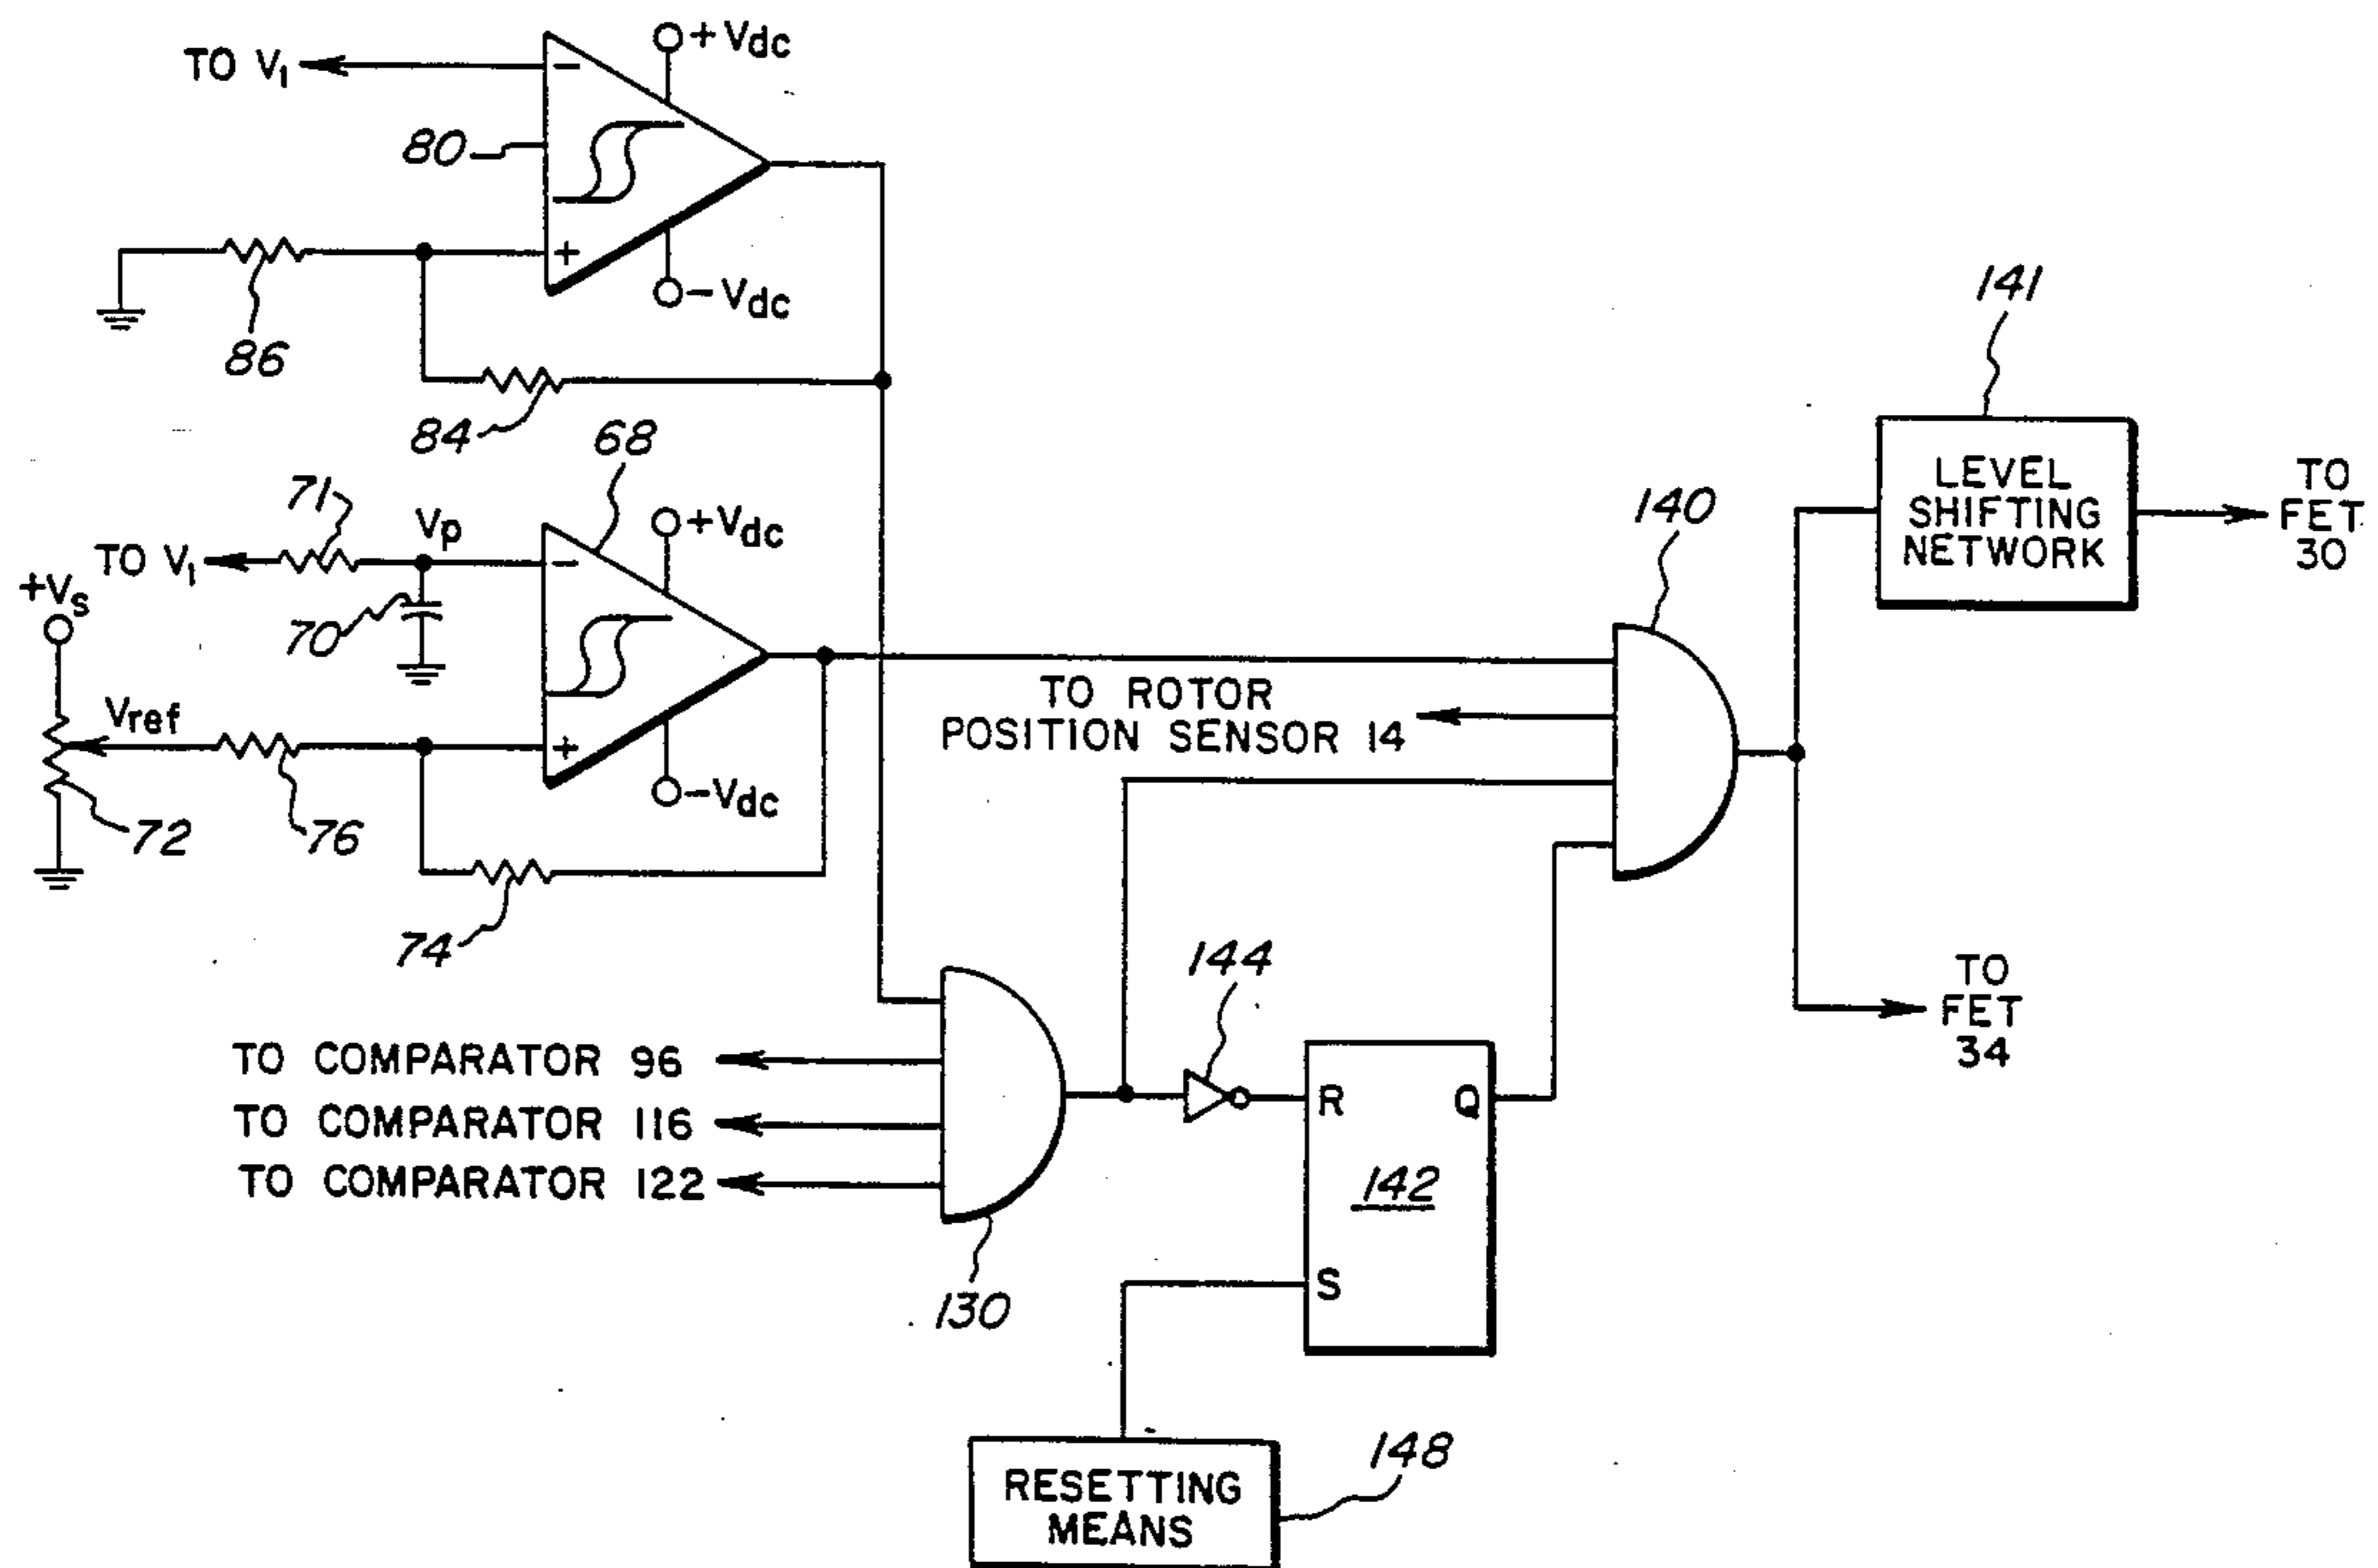 +Vdc
TO V1
−
80
+
−Vdc
86
84
68
71
Vp
+Vdc
TO V1
−
+Vs
70
Vref
+
−Vdc
72
76
74
141
LEVEL
SHIFTING
NETWORK
TO
FET
30
140
TO ROTOR
POSITION SENSOR 14
144
TO
FET
34
TO COMPARATOR 96
TO COMPARATOR 116
TO COMPARATOR 122
R
Q
142
S
130
148
RESETTING
MEANS